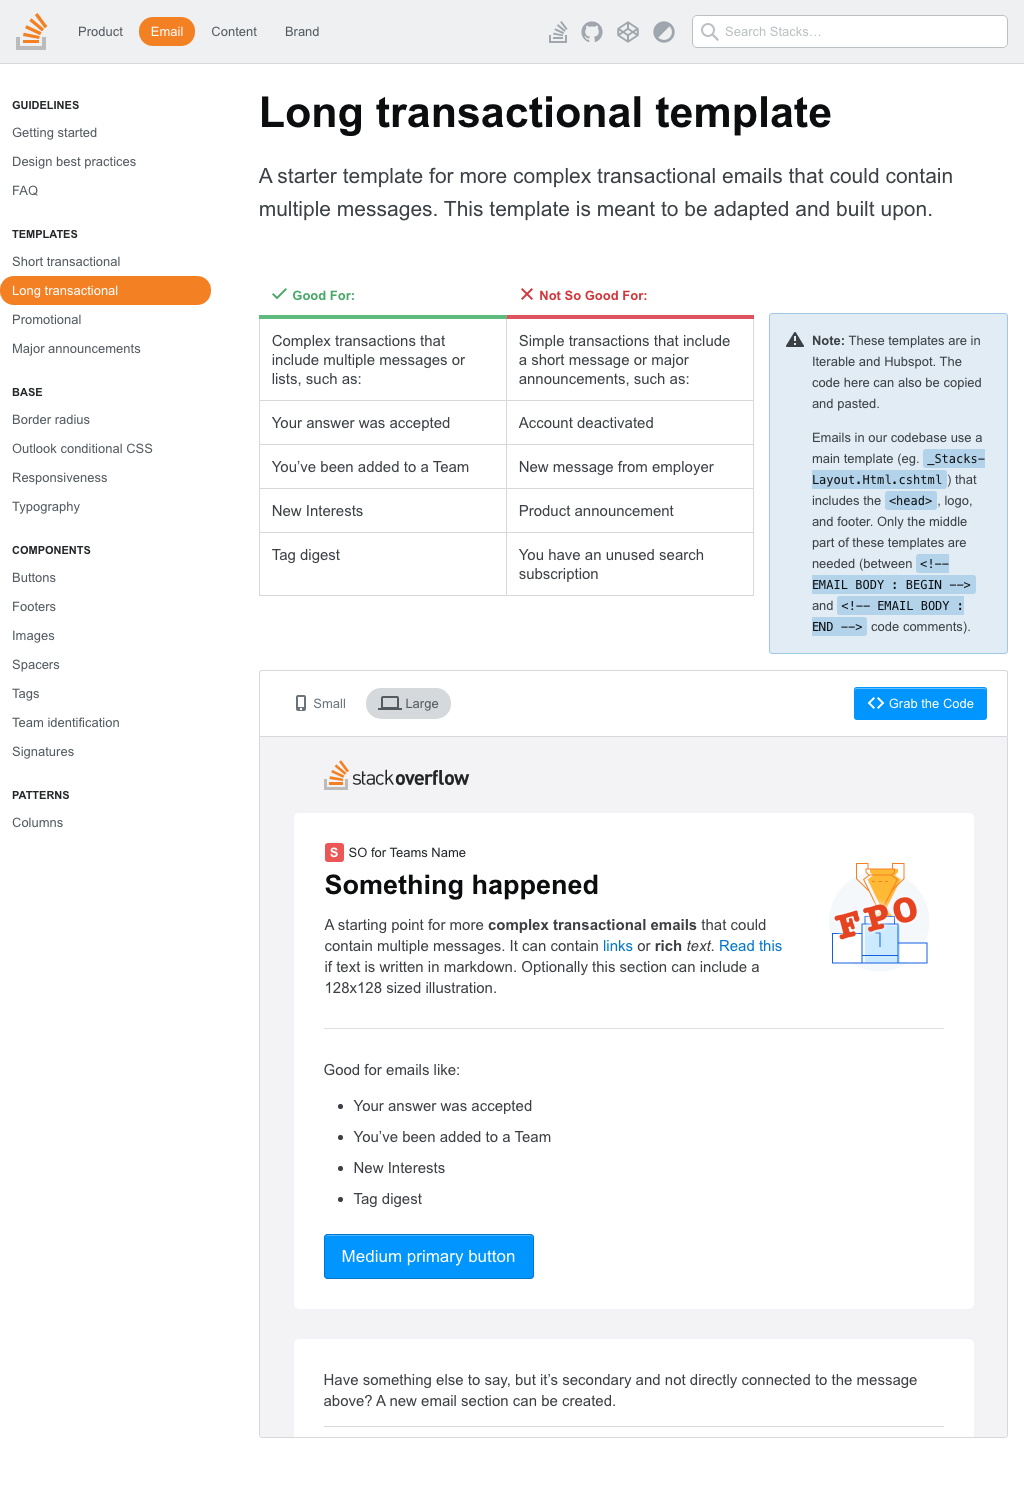 Product
Email
Content
Brand
Search Stacks...
GUIDELINES
Getting started
Design best practices
FAQ
TEMPLATES
Short transactional
Long transactional
Promotional
Major announcements
BASE
Border radius
Outlook conditional CSS
Responsiveness
Typography
COMPONENTS
Buttons
Footers
Images
Spacers
Tags
Team identification
Signatures
PATTERNS
Columns
Long transactional template
A starter template for more complex transactional emails that could contain
multiple messages. This template is meant to be adapted and built upon.
Good For:
Not So Good For:
Complex transactions that
include multiple messages or
lists, such as:
Simple transactions that include
a short message or major
announcements, such as:
Your answer was accepted
Account deactivated
You’ve been added to a Team
New message from employer
New Interests
Product announcement
Tag digest
You have an unused search
subscription
Note: These templates are in
Iterable and Hubspot. The
code here can also be copied
and pasted.
Emails in our codebase use a
main template (eg. _Stacks-
Layout.Html.cshtml ) that
includes the <head> , logo,
and footer. Only the middle
part of these templates are
needed (between <!--
EMAIL BODY : BEGIN -->
and <!-- EMAIL BODY :
END --> code comments).
Small
Large
Grab the Code
stackoverflow
S SO for Teams Name
Something happened
A starting point for more complex transactional emails that could
contain multiple messages. It can contain links or rich text. Read this
if text is written in markdown. Optionally this section can include a
128x128 sized illustration.
FPO
1
Good for emails like:
• Your answer was accepted
• You’ve been added to a Team
• New Interests
• Tag digest
Medium primary button
Have something else to say, but it’s secondary and not directly connected to the message
above? A new email section can be created.